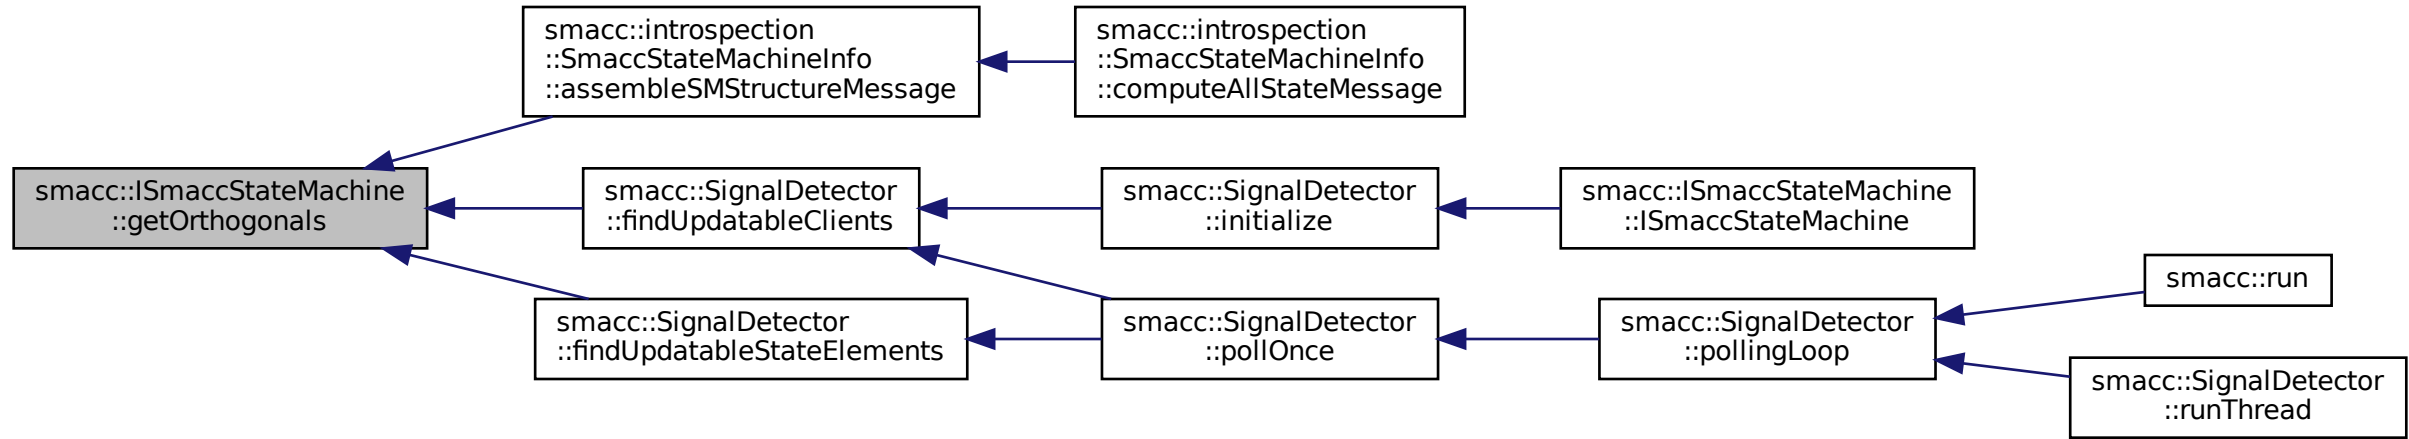 smacc::introspection
::SmaccStateMachineInfo
::assembleSMStructureMessage
smacc::introspection
::SmaccStateMachineInfo
::computeAllStateMessage
smacc::ISmaccStateMachine
::getOrthogonals
smacc::SignalDetector
::findUpdatableClients
smacc::SignalDetector
::initialize
smacc::ISmaccStateMachine
::ISmaccStateMachine
smacc::SignalDetector
::findUpdatableStateElements
smacc::SignalDetector
::pollOnce
smacc::SignalDetector
::pollingLoop
smacc::run
smacc::SignalDetector
::runThread